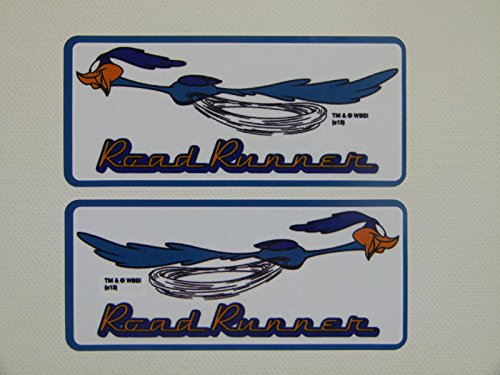 TM & © WBEI
(s13)
Road Runner
TM & © WBEI
(s13)
Road Runner